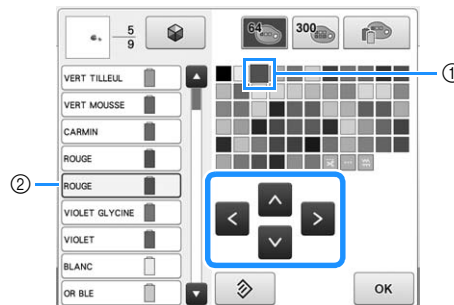 5
9
64
300
①
VERT TILLEUL
VERT MOUSSE
CARMIN
ROUGE
② ROUGE
VIOLET GLYCINE
VIOLET
BLANC
OR BLE
OK